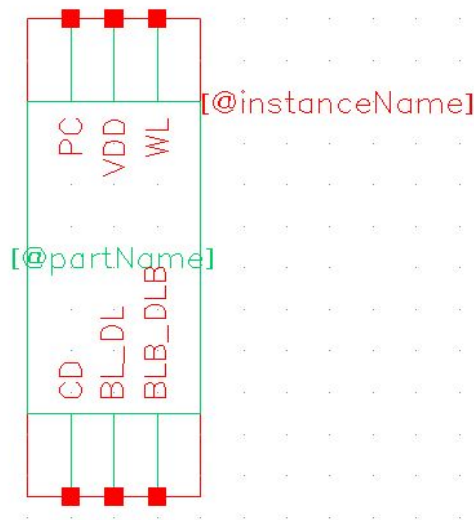 [@instanceName]
PC
VDD
WL
[@partName]
CD
BL_DL
BLB_DLB